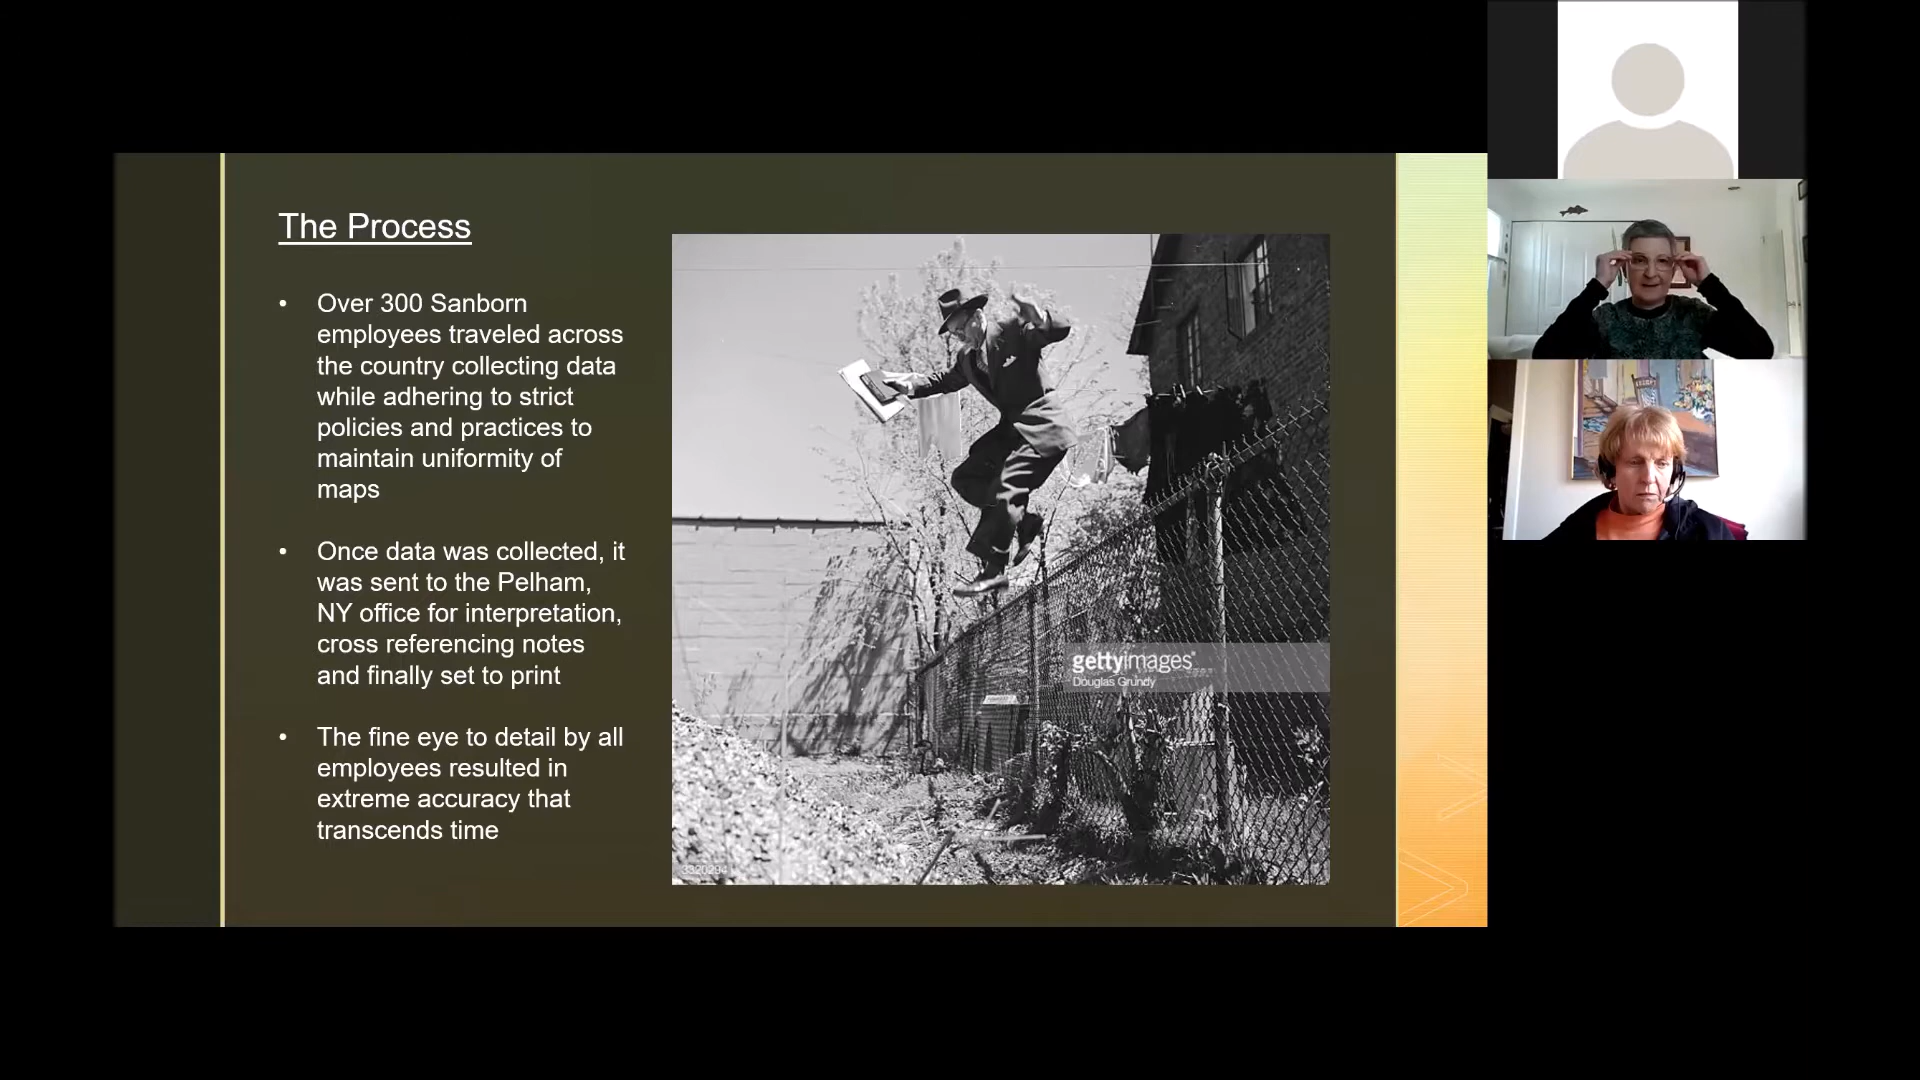 The Process
• Over 300 Sanborn
employees traveled across
the country collecting data
while adhering to strict
policies and practices to
maintain uniformity of
maps
• Once data was collected, it
was sent to the Pelham,
NY office for interpretation,
cross referencing notes
and finally set to print
• The fine eye to detail by all
employees resulted in
extreme accuracy that
transcends time
gettyimages®
Douglas Grundy
3320294